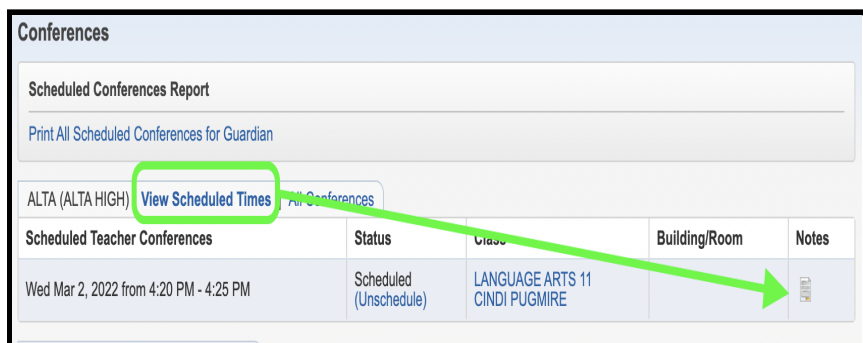 Conferences
Scheduled Conferences Report
Print All Scheduled Conferences for Guardian
ALTA (ALTA HIGH) View Scheduled Times | All Conferences
Scheduled Teacher Conferences Status Class Building/Room Notes
Wed Mar 2, 2022 from 4:20 PM - 4:25 PM Scheduled LANGUAGE ARTS 11
(Unschedule) CINDI PUGMIRE